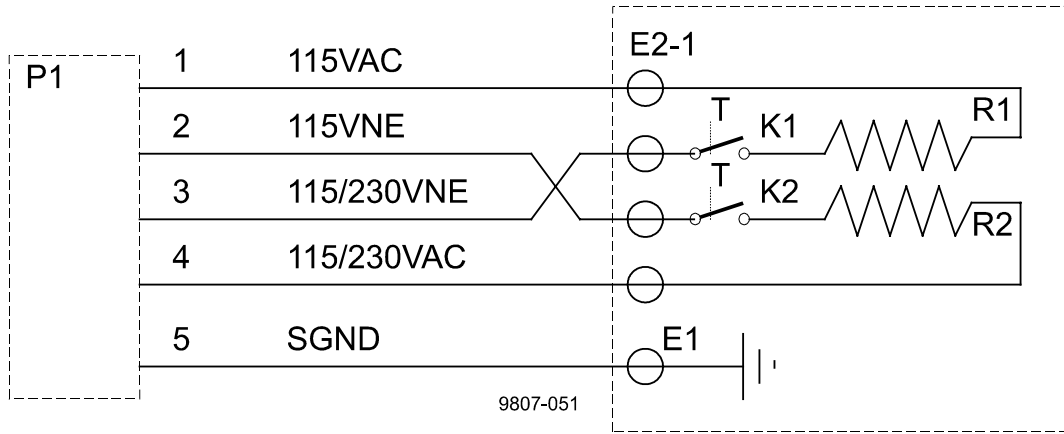 E2-1
P1
1 115VAC
T K1 R1
2 115VNE
T K2 R2
3 115/230VNE
4 115/230VAC
5 SGND E1
9807-051